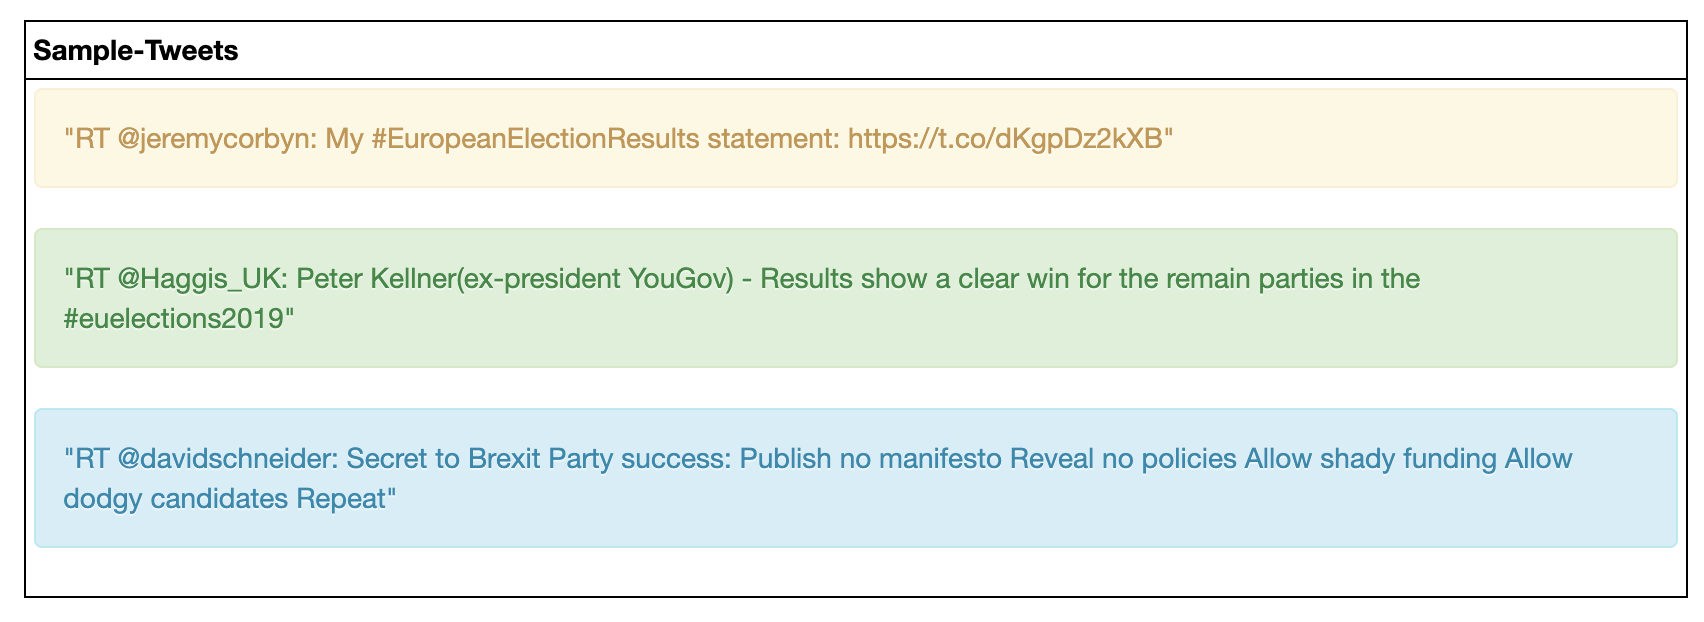 Sample-Tweets
"RT @jeremycorbyn: My #EuropeanElectionResults statement: https://t.co/dKgpDz2kXB"
"RT @Haggis_UK: Peter Kellner(ex-president YouGov) - Results show a clear win for the remain parties in the
#euelections2019"
"RT @davidschneider: Secret to Brexit Party success: Publish no manifesto Reveal no policies Allow shady funding Allow
dodgy candidates Repeat"